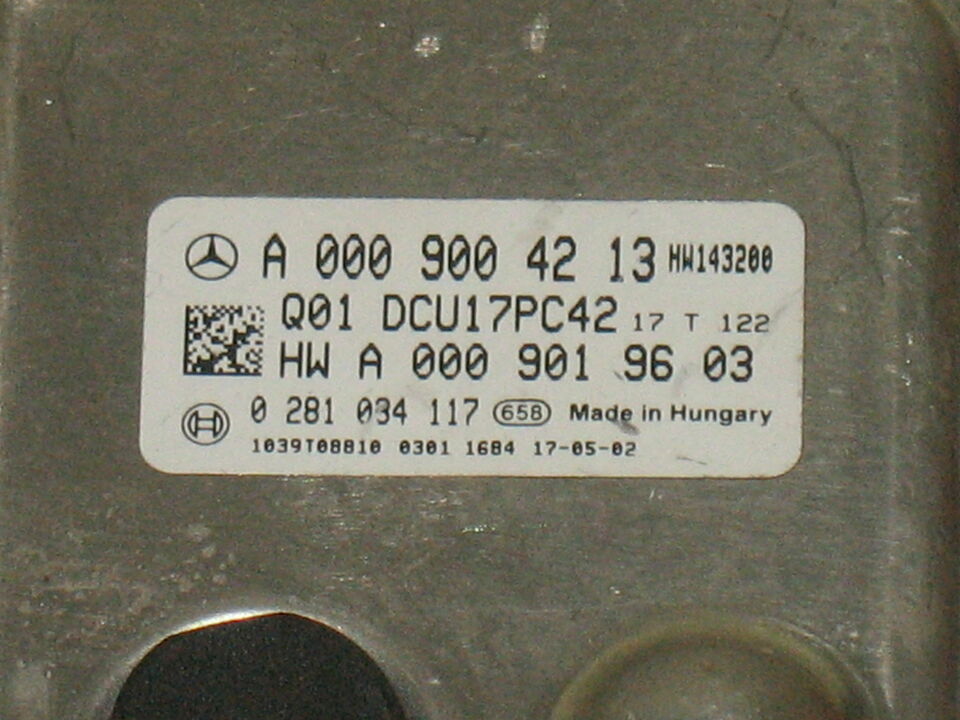 A 000 900 42 13 HW143200
Q01 DCU17PC42 17 T 122
HW A 000 901 96 03
0 281 034 117 658 Made in Hungary
1039T08810 0301 1684 17-05-02